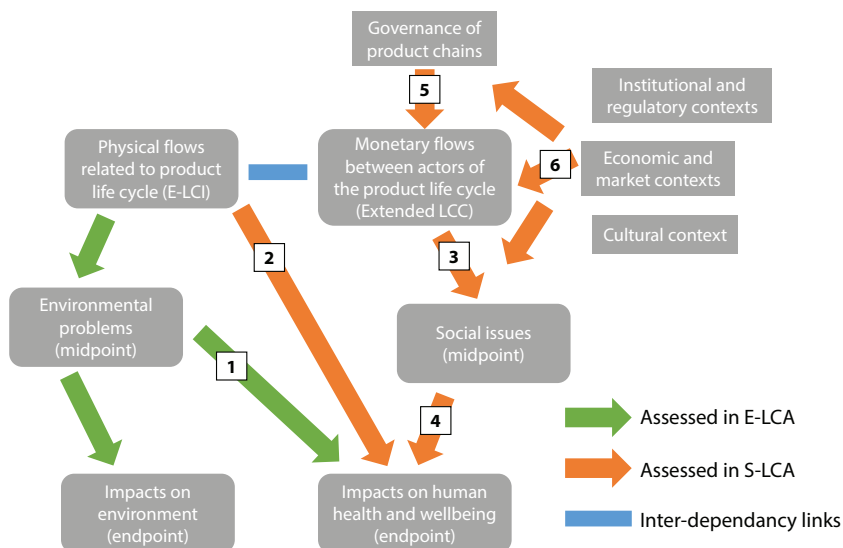 Governance of
product chains
5
Institutional and
regulatory contexts
Physical flows
related to product
life cycle (E-LCI)
Monetary flows
between actors of
the product life cycle
(Extended LCC)
6
Economic and
market contexts
Cultural context
2
3
Environmental
problems
(midpoint)
Social issues
(midpoint)
1
4
Assessed in E-LCA
Impacts on
environment
(endpoint)
Impacts on human
health and wellbeing
(endpoint)
Assessed in S-LCA
Inter-dependancy links